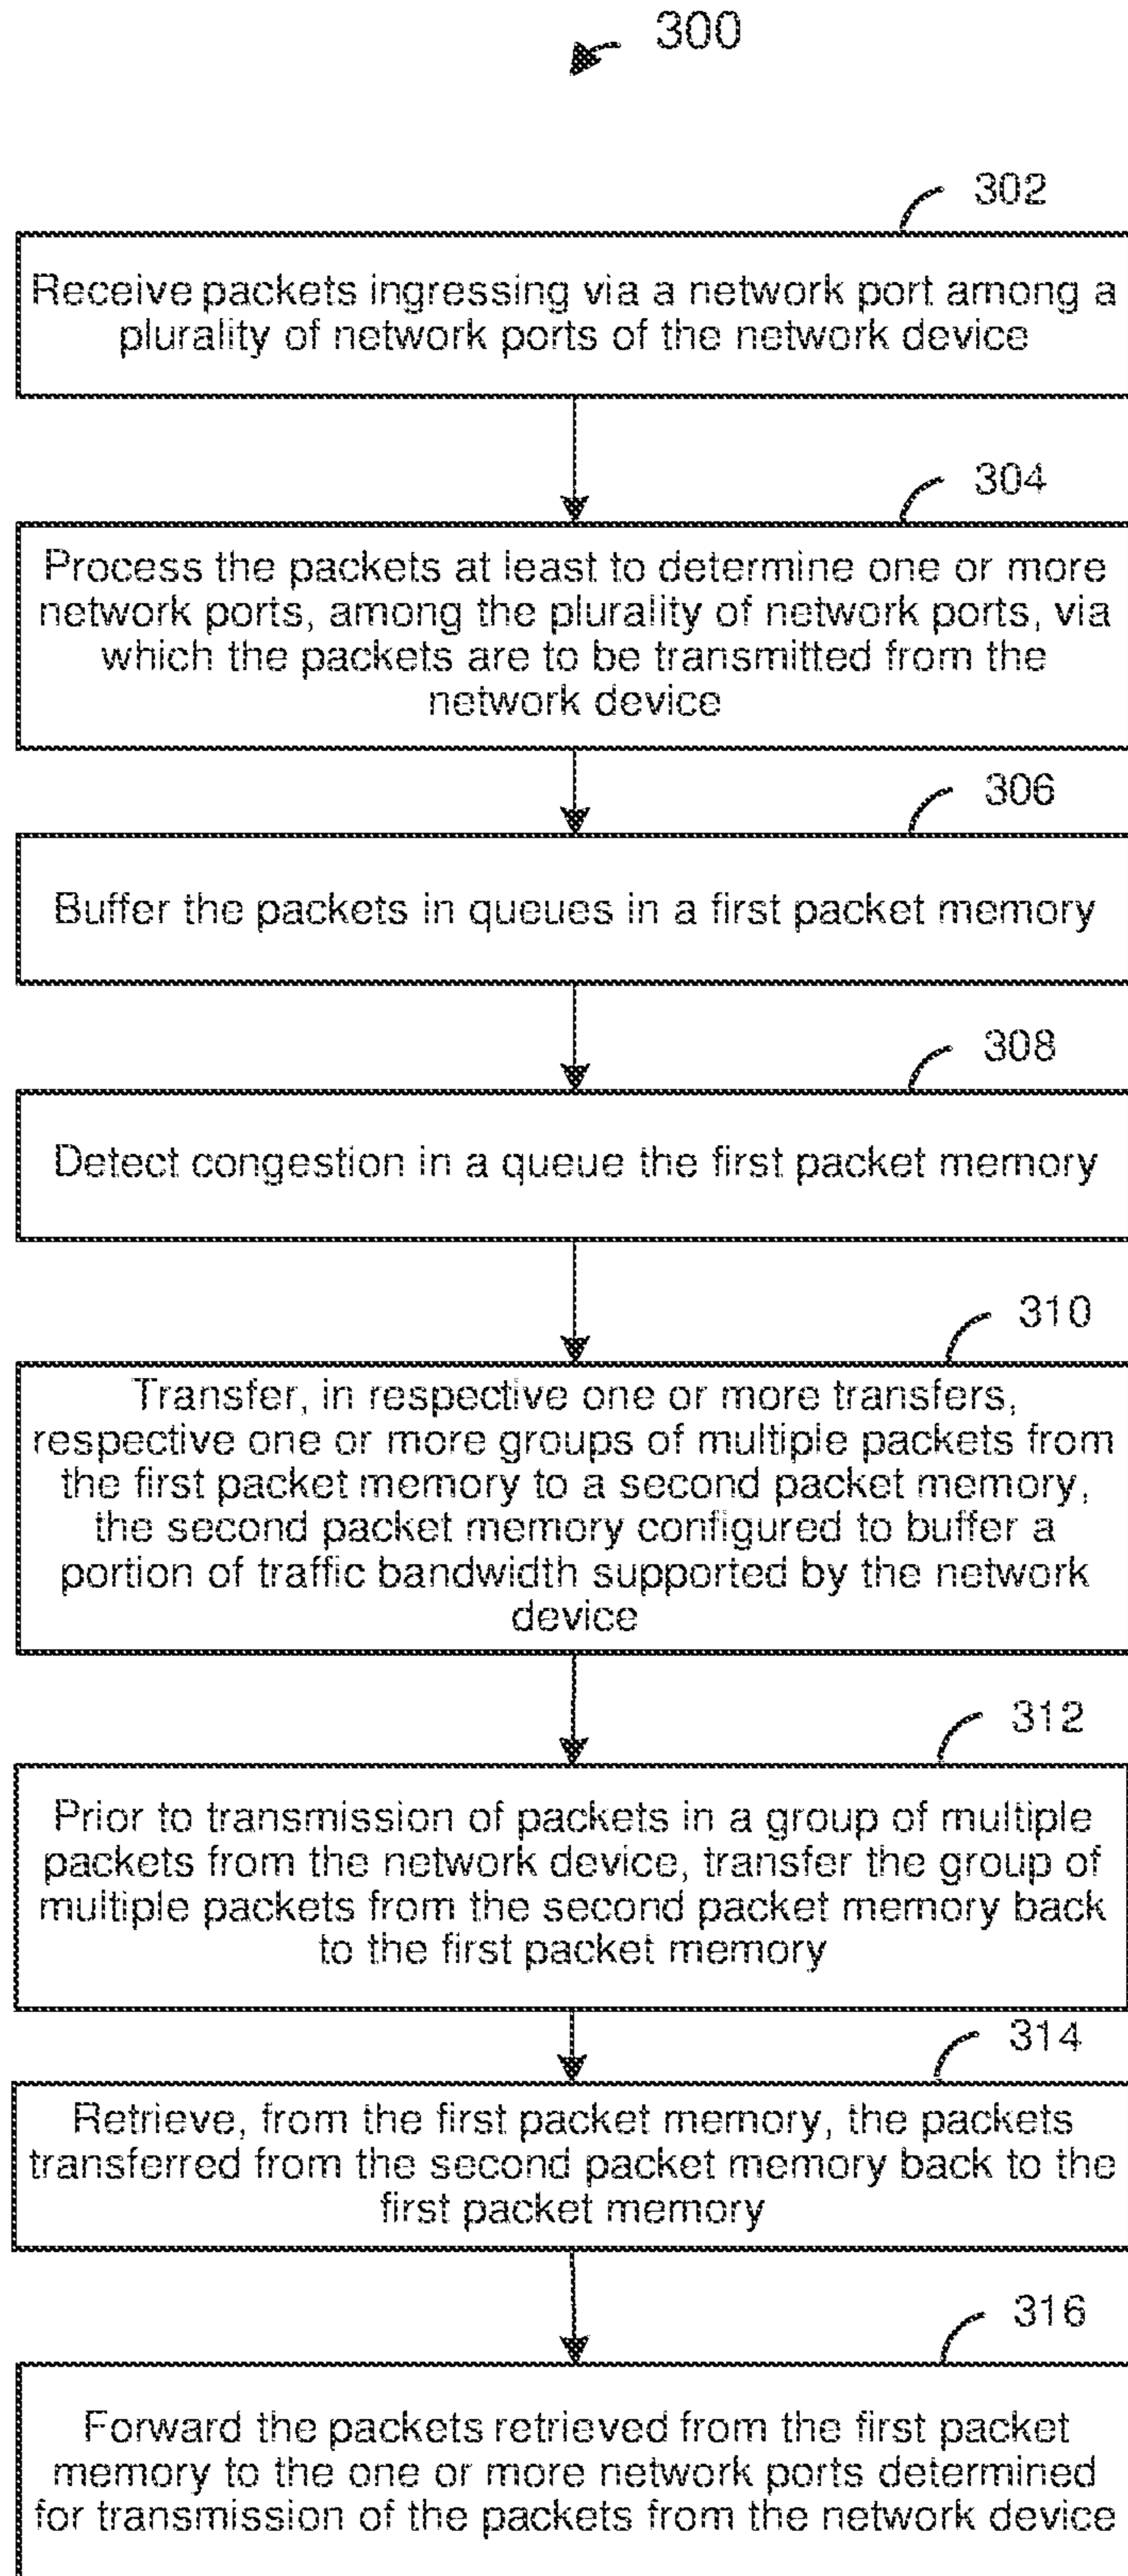 300
302
Receive packets ingressing via a network port among a
plurality of network ports of the network device
304
Process the packets at least to determine one or more
network ports, among the plurality of network ports, via
which the packets are to be transmitted from the
network device
306
Buffer the packets in queues in a first packet memory
308
Detect congestion in a queue the first packet memory
310
Transfer, in respective one or more transfers,
respective one or more groups of multiple packets from
the first packet memory to a second packet memory,
the second packet memory configured to buffer a
portion of traffic bandwidth supported by the network
device
312
Prior to transmission of packets in a group of multiple
packets from the network device, transfer the group of
multiple packets from the second packet memory back
to the first packet memory
314
Retrieve, from the first packet memory, the packets
transferred from the second packet memory back to the
first packet memory
316
Forward the packets retrieved from the first packet
memory to the one or more network ports determined
for transmission of the packets from the network device